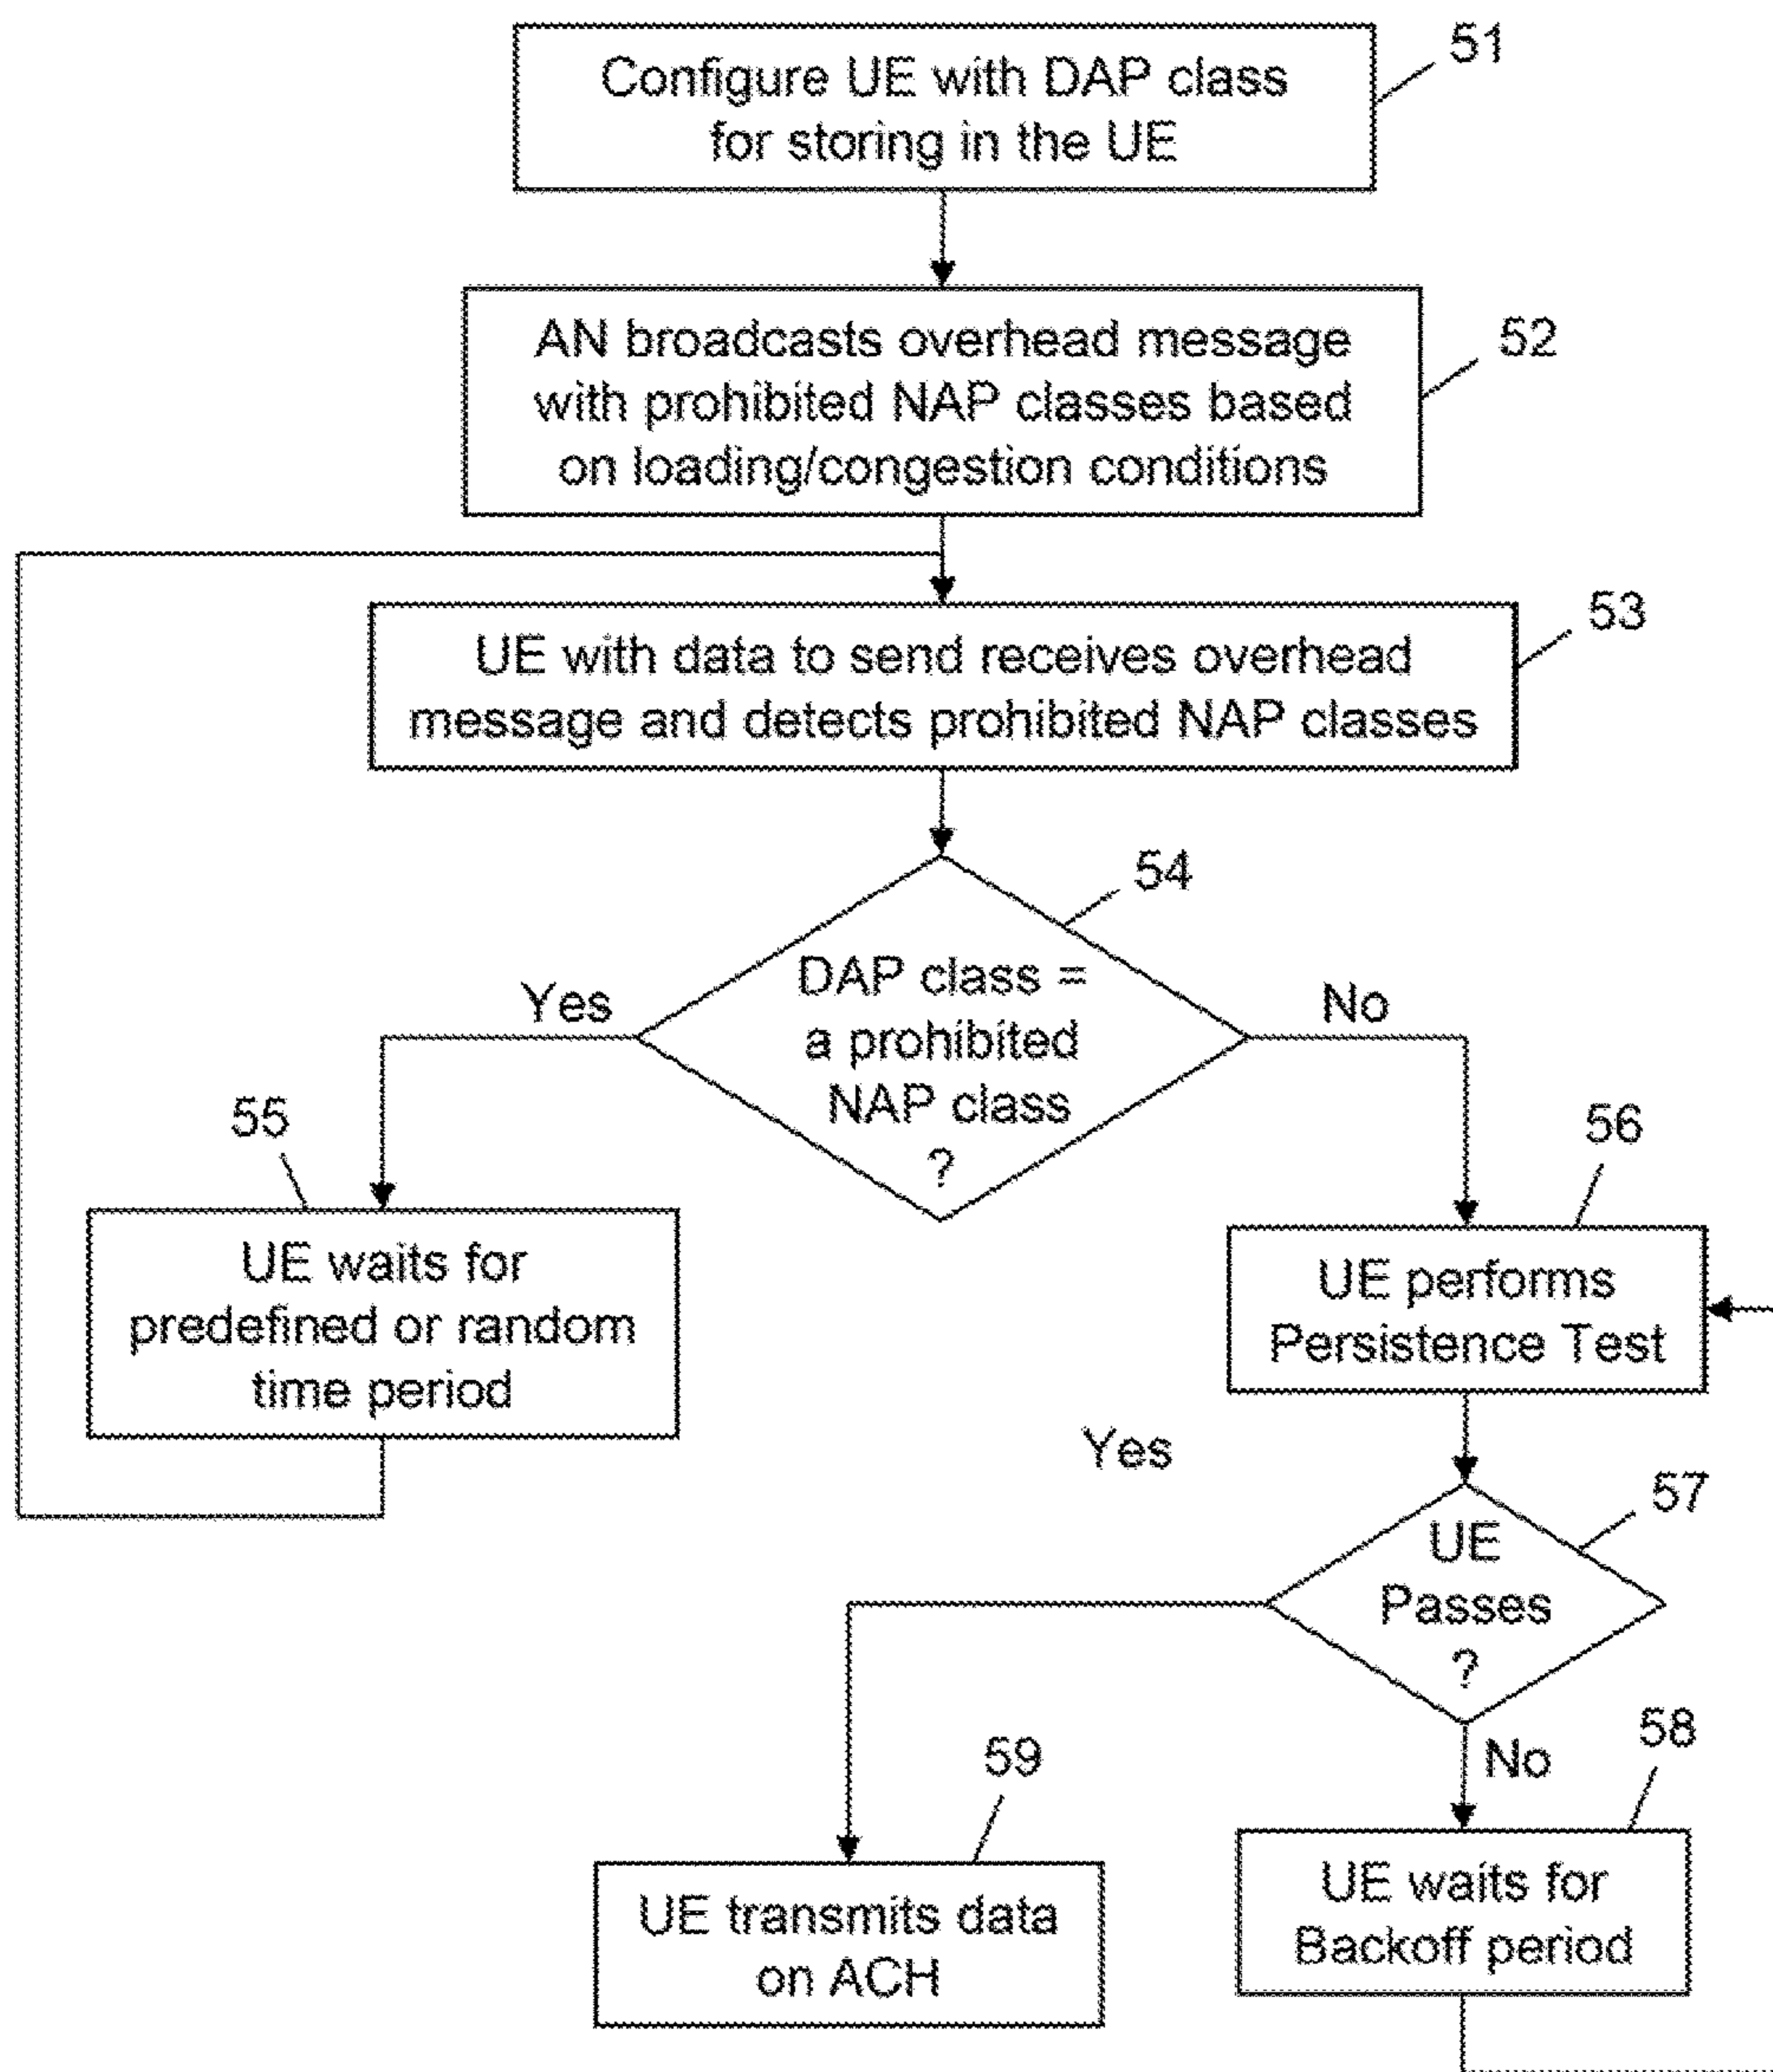 Configure UE with DAP class
for storing in the UE
51
AN broadcasts overhead message
with prohibited NAP classes based
on loading/congestion conditions
52
UE with data to send receives overhead
message and detects prohibited NAP classes
53
54
DAP class =
a prohibited
NAP class
?
Yes
No
55
UE waits for
predefined or random
time period
56
UE performs
Persistence Test
Yes
57
UE
Passes
?
No
58
UE waits for
Backoff period
59
UE transmits data
on ACH